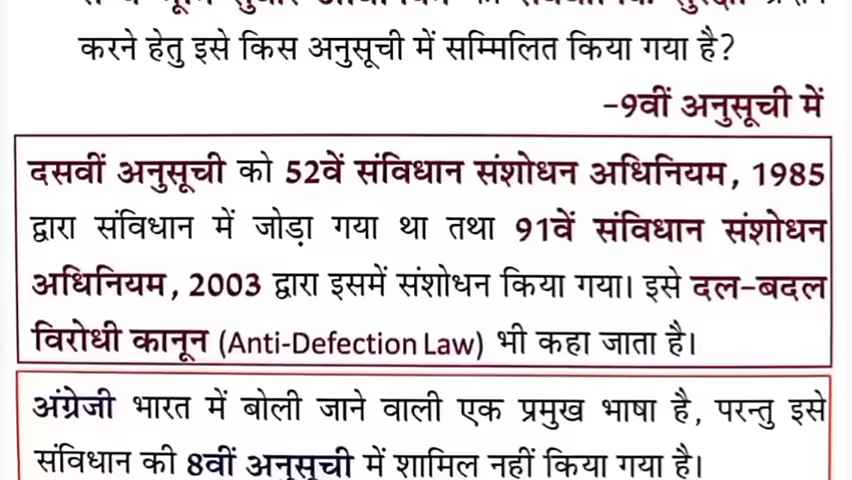 करने हेतु इसे किस अनुसूची में सम्मिलित किया गया है?
-9वीं अनुसूची में
दसवीं अनुसूची को 52वें संविधान संशोधन अधिनियम, 1985
द्वारा संविधान में जोड़ा गया था तथा 91वें संविधान संशोधन
अधिनियम, 2003 द्वारा इसमें संशोधन किया गया। इसे दल-बदल
विरोधी कानून (Anti-Defection Law) भी कहा जाता है।
अंग्रेजी भारत में बोली जाने वाली एक प्रमुख भाषा है, परन्तु इसे
संविधान की 8वीं अनुसूची में शामिल नहीं किया गया है।